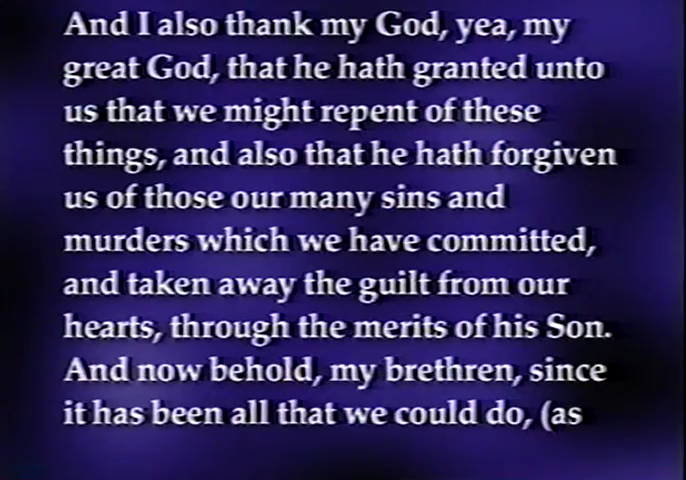 And I also thank my God, yea, my
great God, that he hath granted unto
us that we might repent of these
things, and also that he hath forgiven
us of those our many sins and
murders which we have committed,
and taken away the guilt from our
hearts, through the merits of his Son.
And now behold, my brethren, since
it has been all that we could do, (as